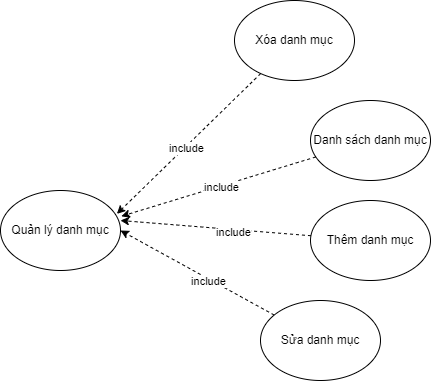 Xóa danh mục
include
Danh sách danh mục
include
Quản lý danh mục
include
Thêm danh mục
include
Sửa danh mục